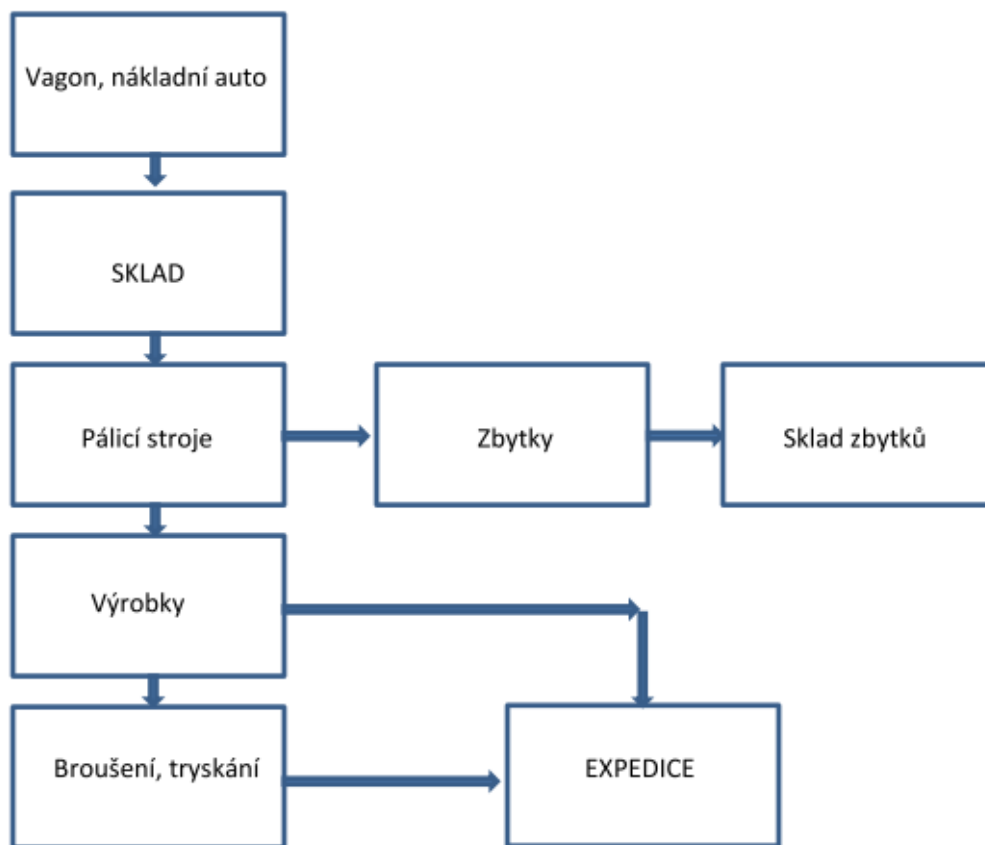 Vagon, nákladní auto
SKLAD
Pálicí stroje
Zbytky
Sklad zbytků
Výrobky
Broušení, tryskání
EXPEDICE